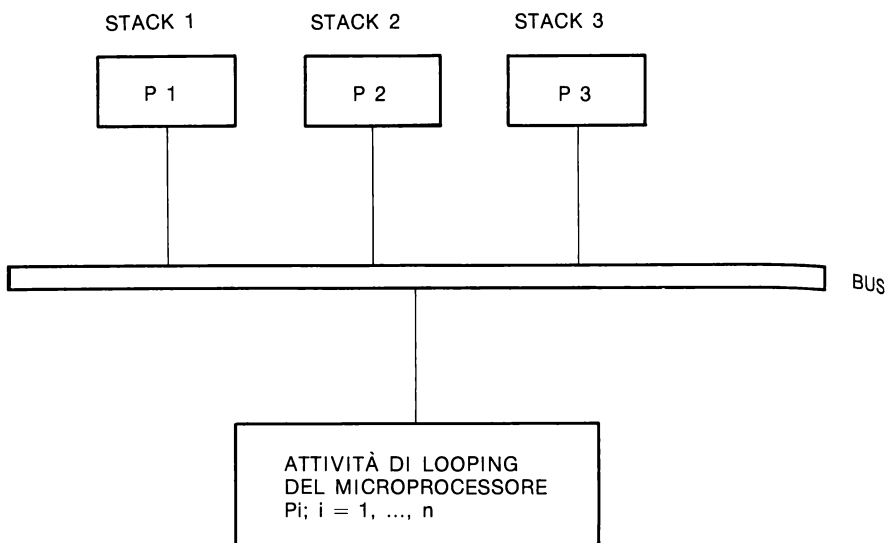 STACK 1 STACK 2 STACK 3
P 1 P 2 P 3
BUS
ATTIVITÀ DI LOOPING
DEL MICROPROCESSORE
Pi; i = 1, ..., n